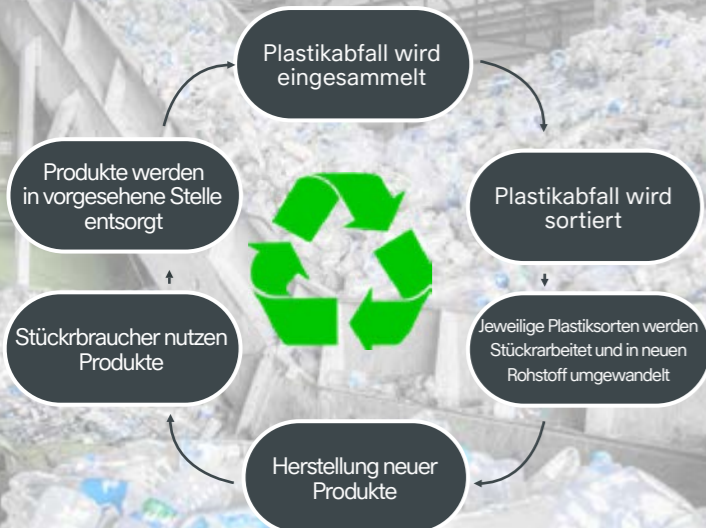 Plastikabfall wird
eingesammelt
Plastikabfall wird
sortiert
Jeweilige Plastiksorten werden
Stückrarbeitet und in neuen
Rohstoff umgewandelt
Herstellung neuer
Produkte
Stückrbraucher nutzen
Produkte
Produkte werden
in vorgesehene Stelle
entsorgt